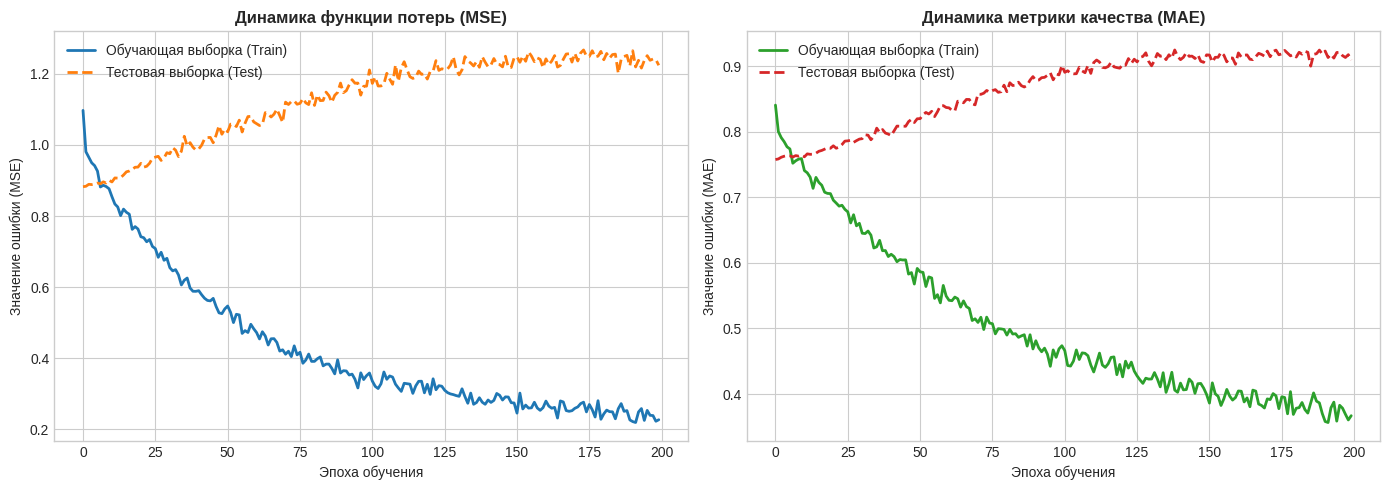 Динамика функции потерь (MSE)
Обучающая выборка (Train)
Тестовая выборка (Test)
Значение ошибки (MSE)
1.2
1.0
0.8
0.6
0.4
0.2
0 25 50 75 100 125 150 175 200
Эпоха обучения
Динамика метрики качества (MAE)
Обучающая выборка (Train)
Тестовая выборка (Test)
Значение ошибки (MAE)
0.9
0.8
0.7
0.6
0.5
0.4
0 25 50 75 100 125 150 175 200
Эпоха обучения